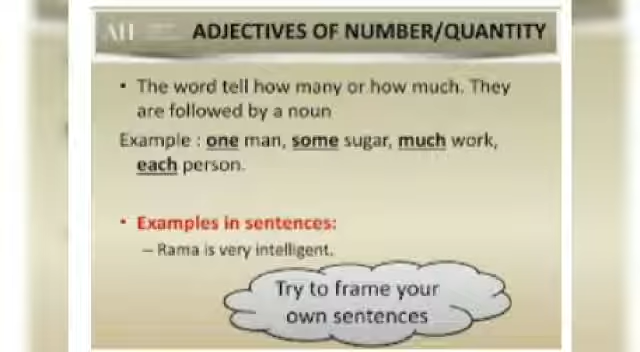 AH
ADJECTIVES OF NUMBER/QUANTITY
• The word tell how many or how much. They
are followed by a noun
Example : one man, some sugar, much work,
each person.
• Examples in sentences:
– Rama is very intelligent.
Try to frame your
own sentences